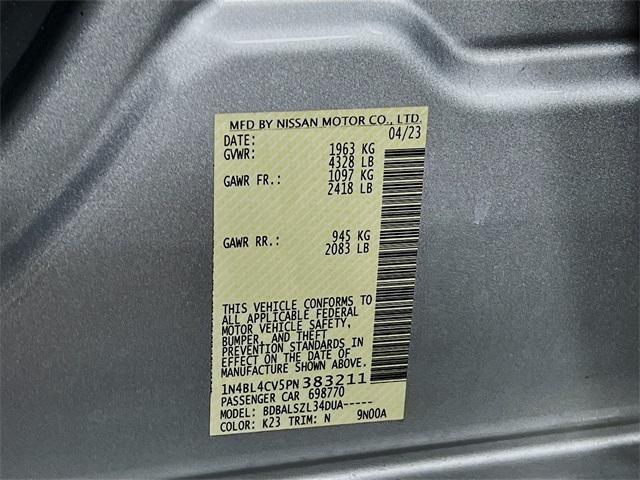 MFD BY NISSAN MOTOR CO., LTD.
DATE: 04/23
GVWR: 1963 KG
4328 LB
GAWR FR.: 1097 KG
2418 LB
GAWR RR.: 945 KG
2083 LB
THIS VEHICLE CONFORMS TO
ALL APPLICABLE FEDERAL
MOTOR VEHICLE SAFETY,
BUMPER, AND THEFT
PREVENTION STANDARDS IN
EFFECT ON THE DATE OF
MANUFACTURE SHOWN ABOVE.
1N4BL4CV5PN383211
PASSENGER CAR 698770
MODEL: BDBALSZL34DUA-----
COLOR: K23 TRIM: N 9N00A